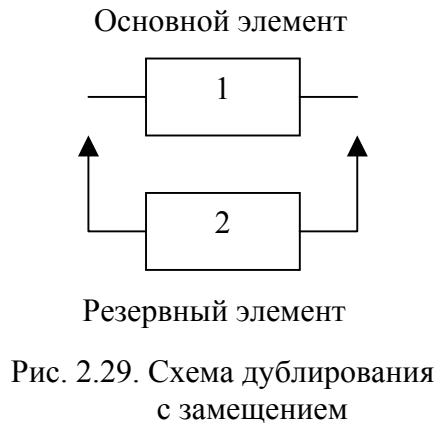 Основной элемент
1
2
Резервный элемент
Рис. 2.29. Схема дублирования
с замещением